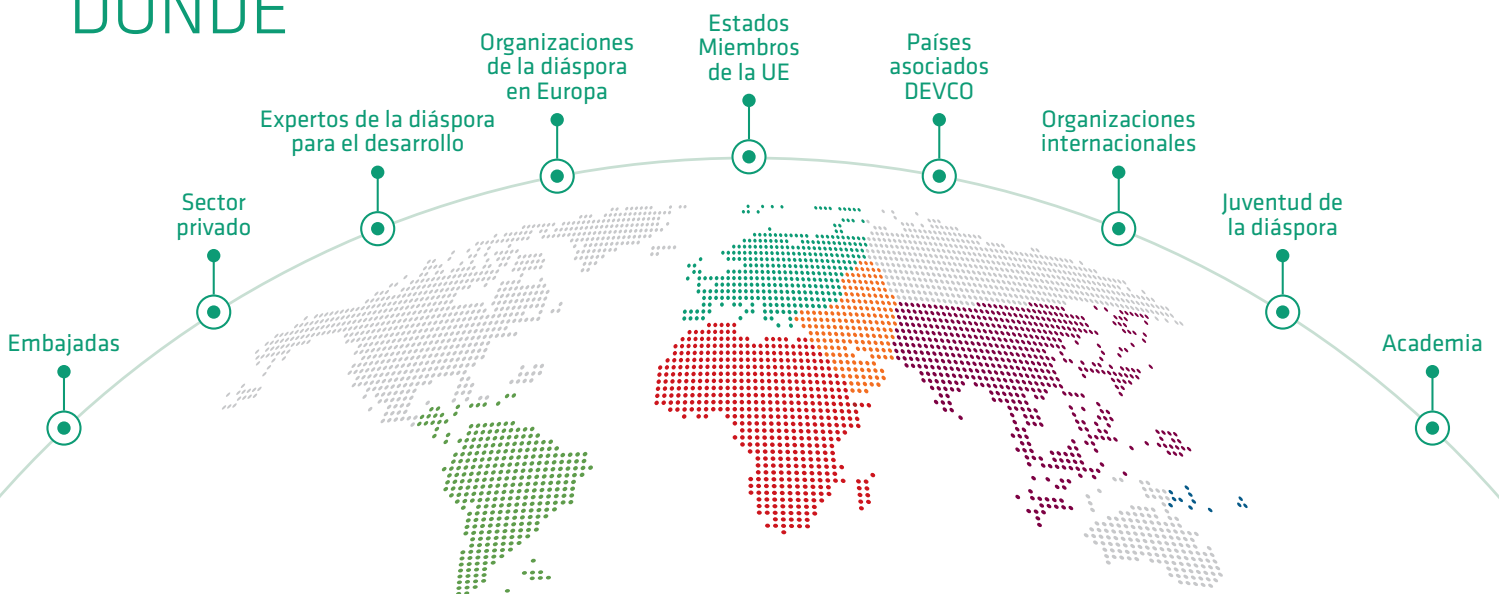 DÓNDE
Embajadas
Sector
privado
Expertos de la diáspora
para el desarrollo
Organizaciones
de la diáspora
en Europa
Estados
Miembros
de la UE
Países
asociados
DEVCO
Organizaciones
internacionales
Juventud de
la diáspora
Academia